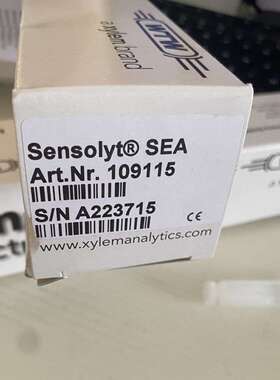 WTW
a xylem brand
Sensolyt® SEA
Art.Nr. 109115
S/N A223715
CE
www.xylemanalytics.com